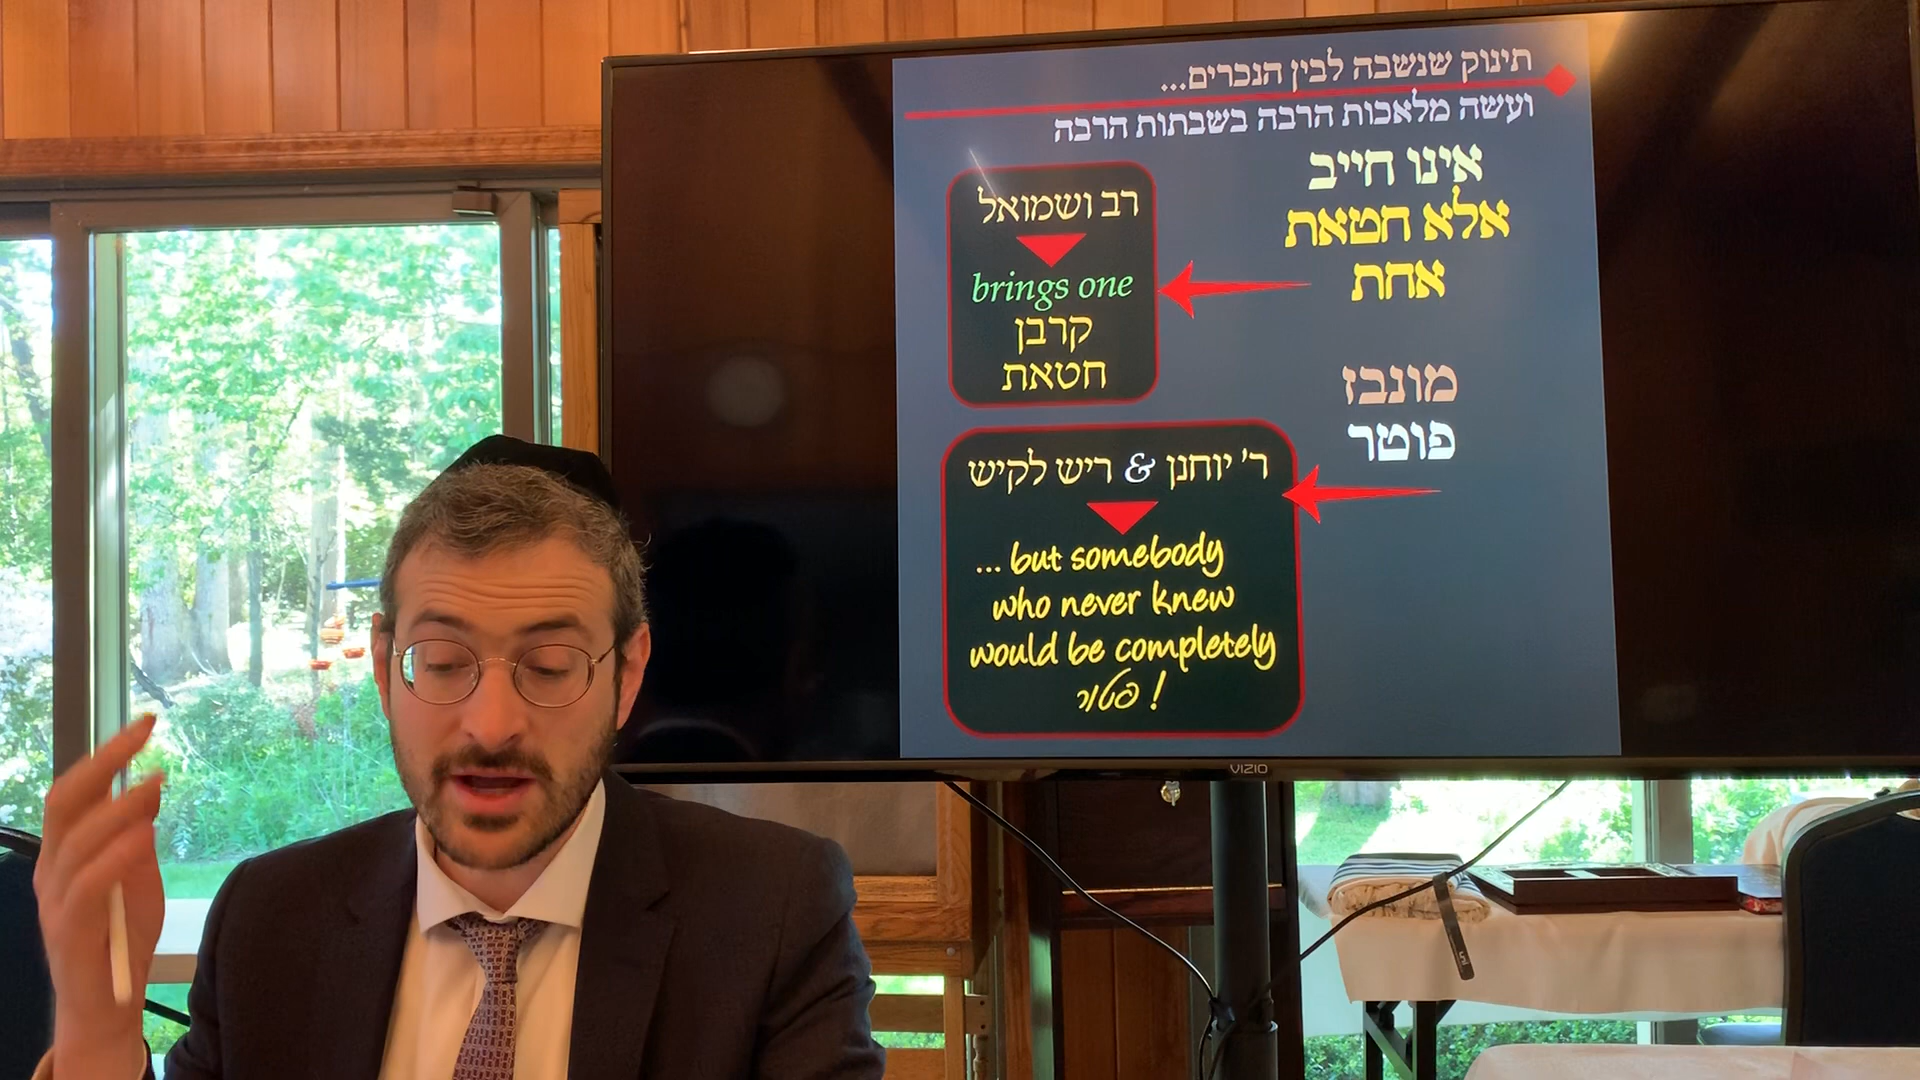 תינוק שנשבה לבין הנכרים...
ועשה מלאכות הרבה בשבתות הרבה
אינו חייב
אלא חטאת
אחת
רב ושמואל
brings one
קרבן
חטאת
מונבז
פוטר
ר' יוחנן & ריש לקיש
... but somebody
who never knew
would be completely
פטור !
VIZIO